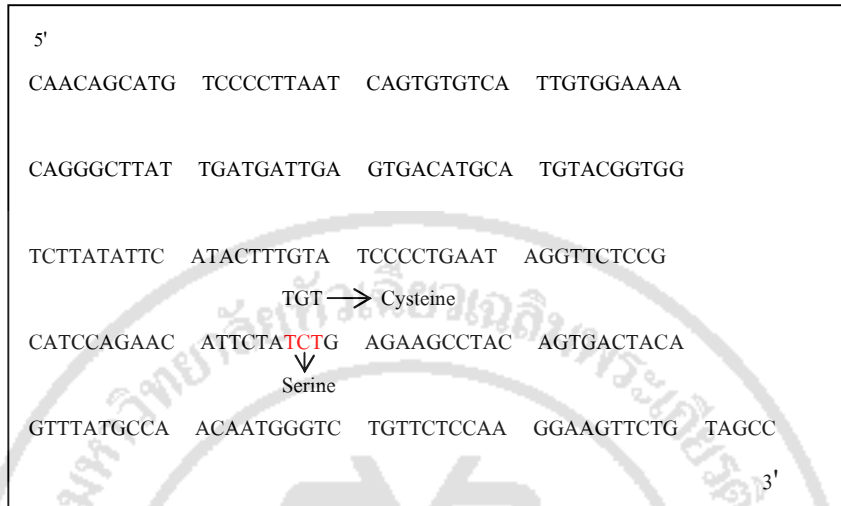 5'
CAACAGCATG TCCCCTTAAT CAGTGTGTCA TTGTGGAAAA
CAGGGCTTAT TGATGATTGA GTGACATGCA TGTACGGTGG
TCTTATATTC ATACTTTGTA TCCCCTGAAT AGGTTCTCCG
TGT → Cysteine
CATCCAGAAC ATTCTATCTG AGAAGCCTAC AGTGACTACA
Serine
GTTTATGCCA ACAATGGGTC TGTTCTCCAA GGAAGTTCTG TAGCC
3'